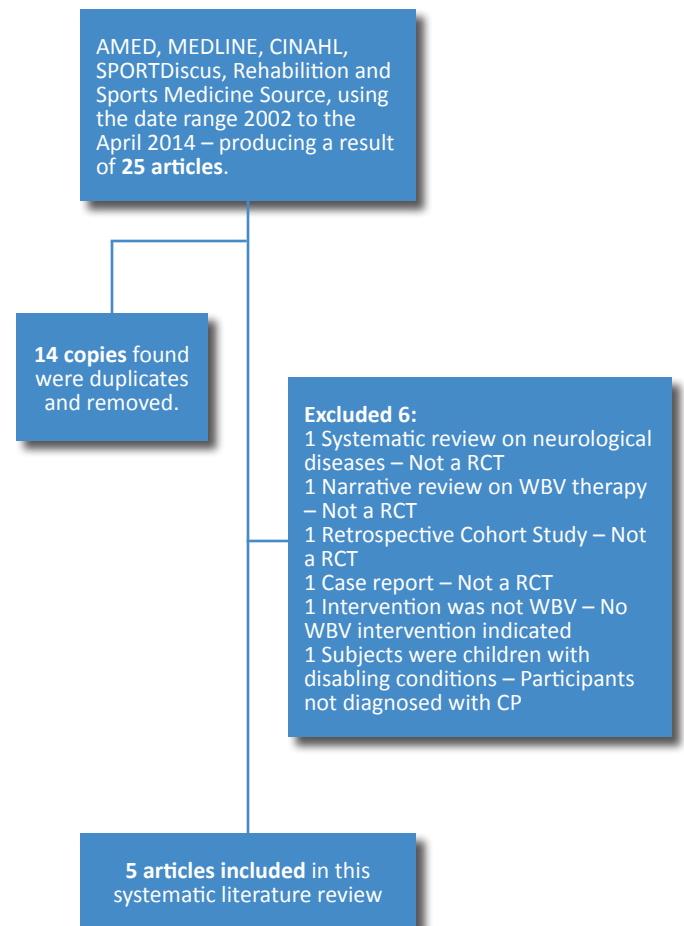 AMED, MEDLINE, CINAHL,
SPORTDiscus, Rehabilition and
Sports Medicine Source, using
the date range 2002 to the
April 2014 – producing a result
of 25 articles.
14 copies found
were duplicates
and removed.
Excluded 6:
1 Systematic review on neurological
diseases – Not a RCT
1 Narrative review on WBV therapy
– Not a RCT
1 Retrospective Cohort Study – Not
a RCT
1 Case report – Not a RCT
1 Intervention was not WBV – No
WBV intervention indicated
1 Subjects were children with
disabling conditions – Participants
not diagnosed with CP
5 articles included in this
systematic literature review